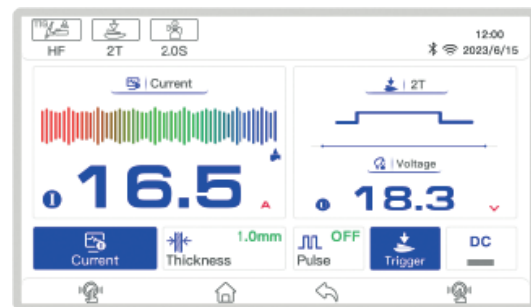 TIG
HF 2T 2.0S
12:00
2023/6/15
Current
2T
16.5 A
Voltage
18.3 V
Current
1.0mm
Thickness
OFF
Pulse
Trigger
DC